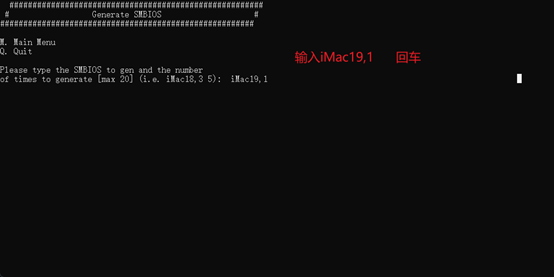 #######################################################
#                  Generate SMBIOS                    #
#######################################################
M. Main Menu
Q. Quit
输入iMac19,1 回车
Please type the SMBIOS to gen and the number
of times to generate [max 20] (i.e. iMac18,3 5): iMac19,1